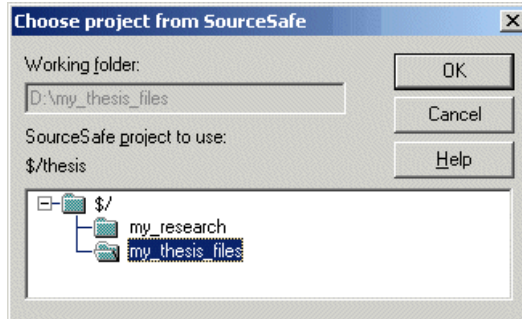 Choose project from SourceSafe
Working folder:
OK
D:\my_thesis_files
Cancel
SourceSafe project to use:
$/thesis
Help
$/
my_research
my_thesis_files